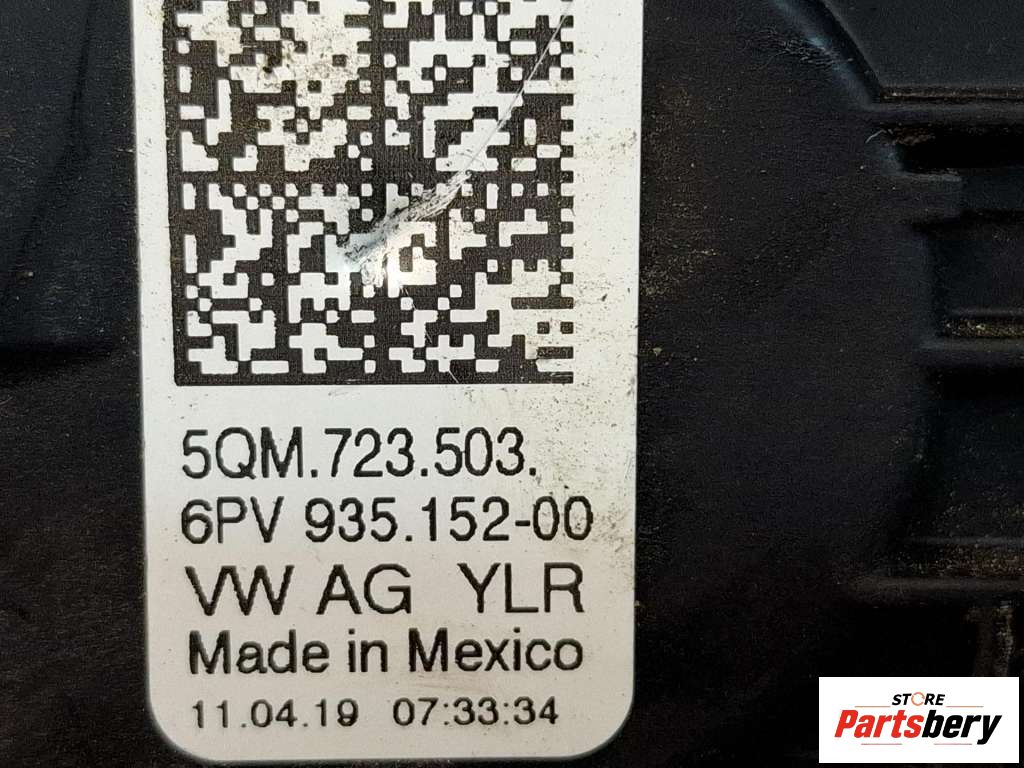 5QM.723.503.
6PV 935.152-00
VW AG YLR
Made in Mexico
11.04.19 07:33:34
STORE
Partsbery